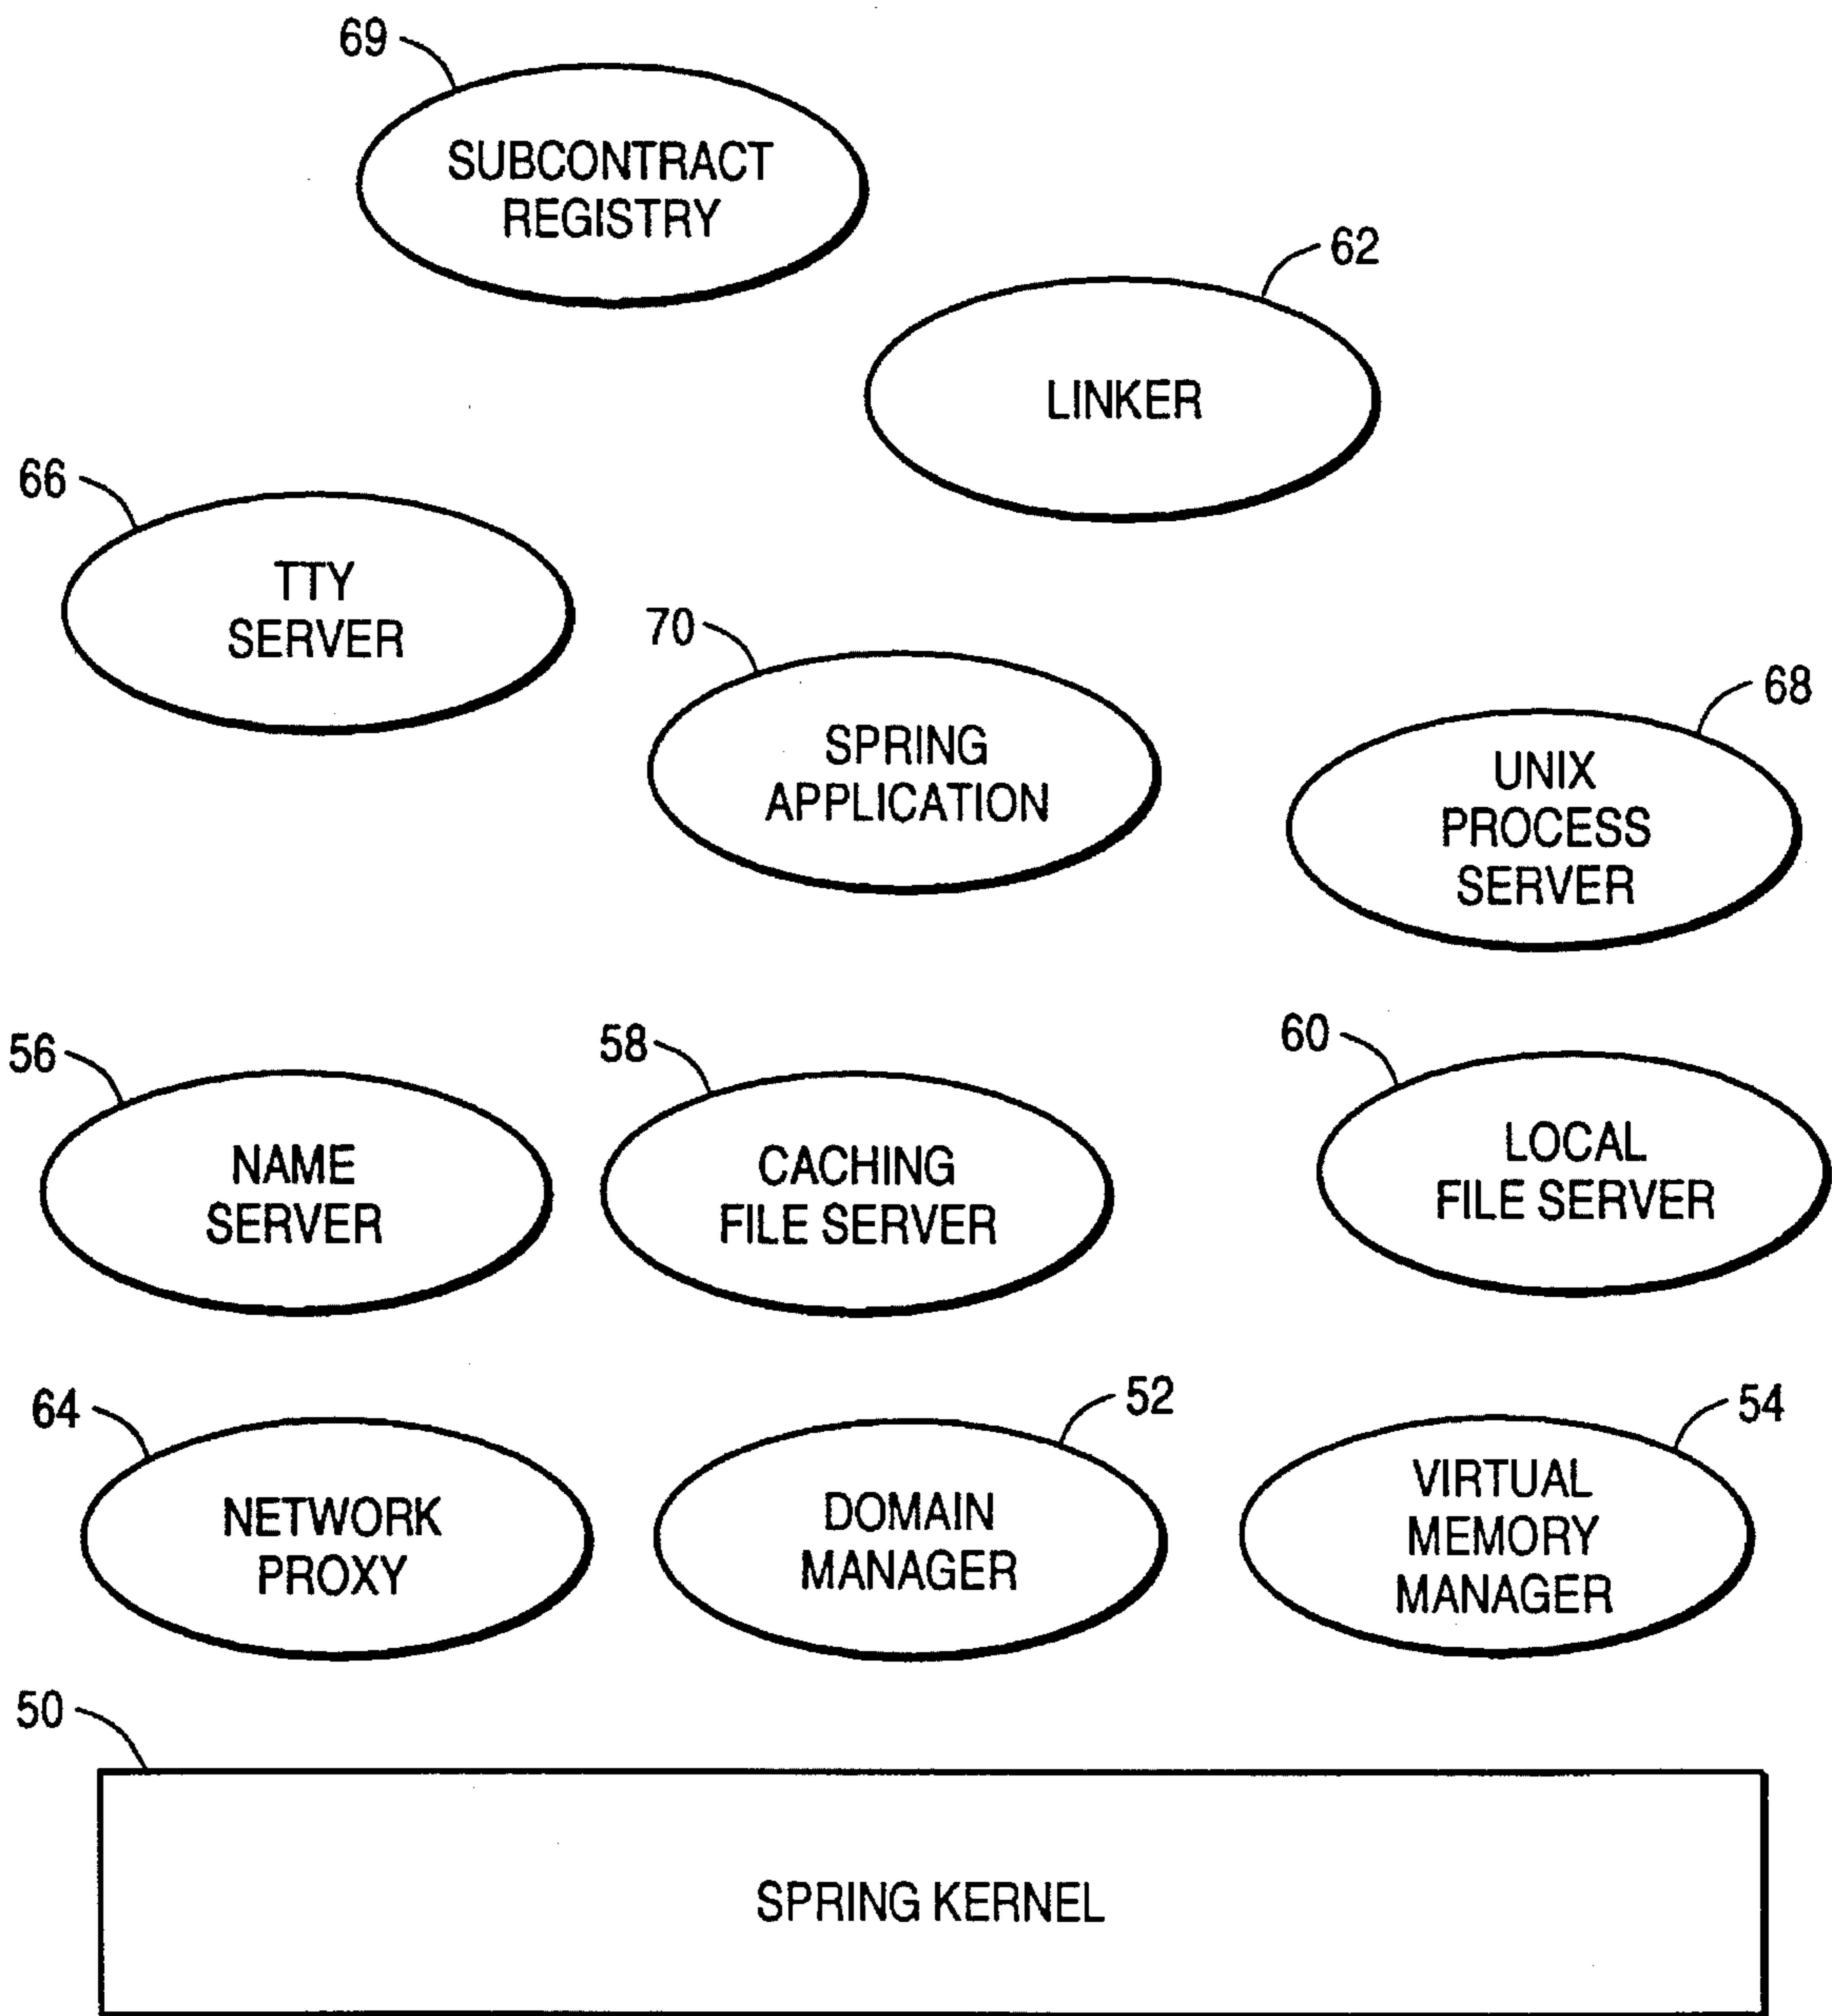 69
SUBCONTRACT
REGISTRY
62
LINKER
66
TTY
SERVER
70
SPRING
APPLICATION
68
UNIX
PROCESS
SERVER
56
NAME
SERVER
58
CACHING
FILE SERVER
60
LOCAL
FILE SERVER
64
NETWORK
PROXY
52
DOMAIN
MANAGER
54
VIRTUAL
MEMORY
MANAGER
50
SPRING KERNEL